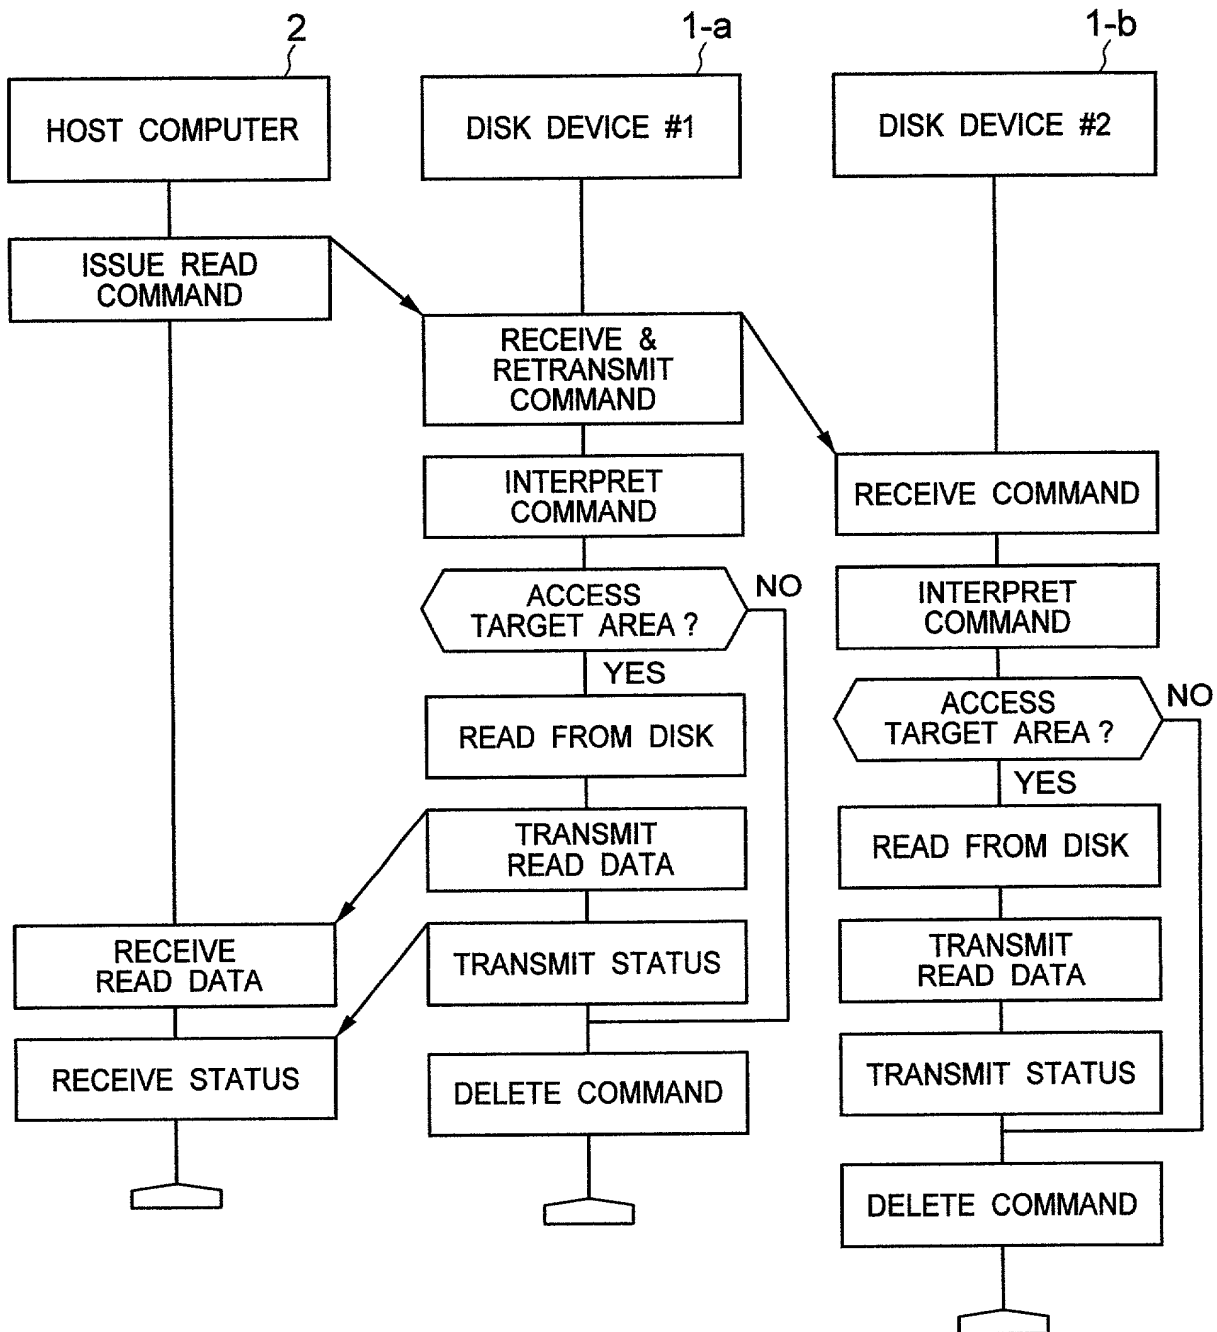 2
1-a
1-b
HOST COMPUTER
DISK DEVICE #1
DISK DEVICE #2
ISSUE READ
COMMAND
RECEIVE &
RETRANSMIT
COMMAND
INTERPRET
COMMAND
RECEIVE COMMAND
ACCESS
TARGET AREA ?
NO
YES
INTERPRET
COMMAND
READ FROM DISK
ACCESS
TARGET AREA ?
NO
YES
TRANSMIT
READ DATA
READ FROM DISK
RECEIVE
READ DATA
TRANSMIT STATUS
TRANSMIT
READ DATA
RECEIVE STATUS
DELETE COMMAND
TRANSMIT STATUS
DELETE COMMAND